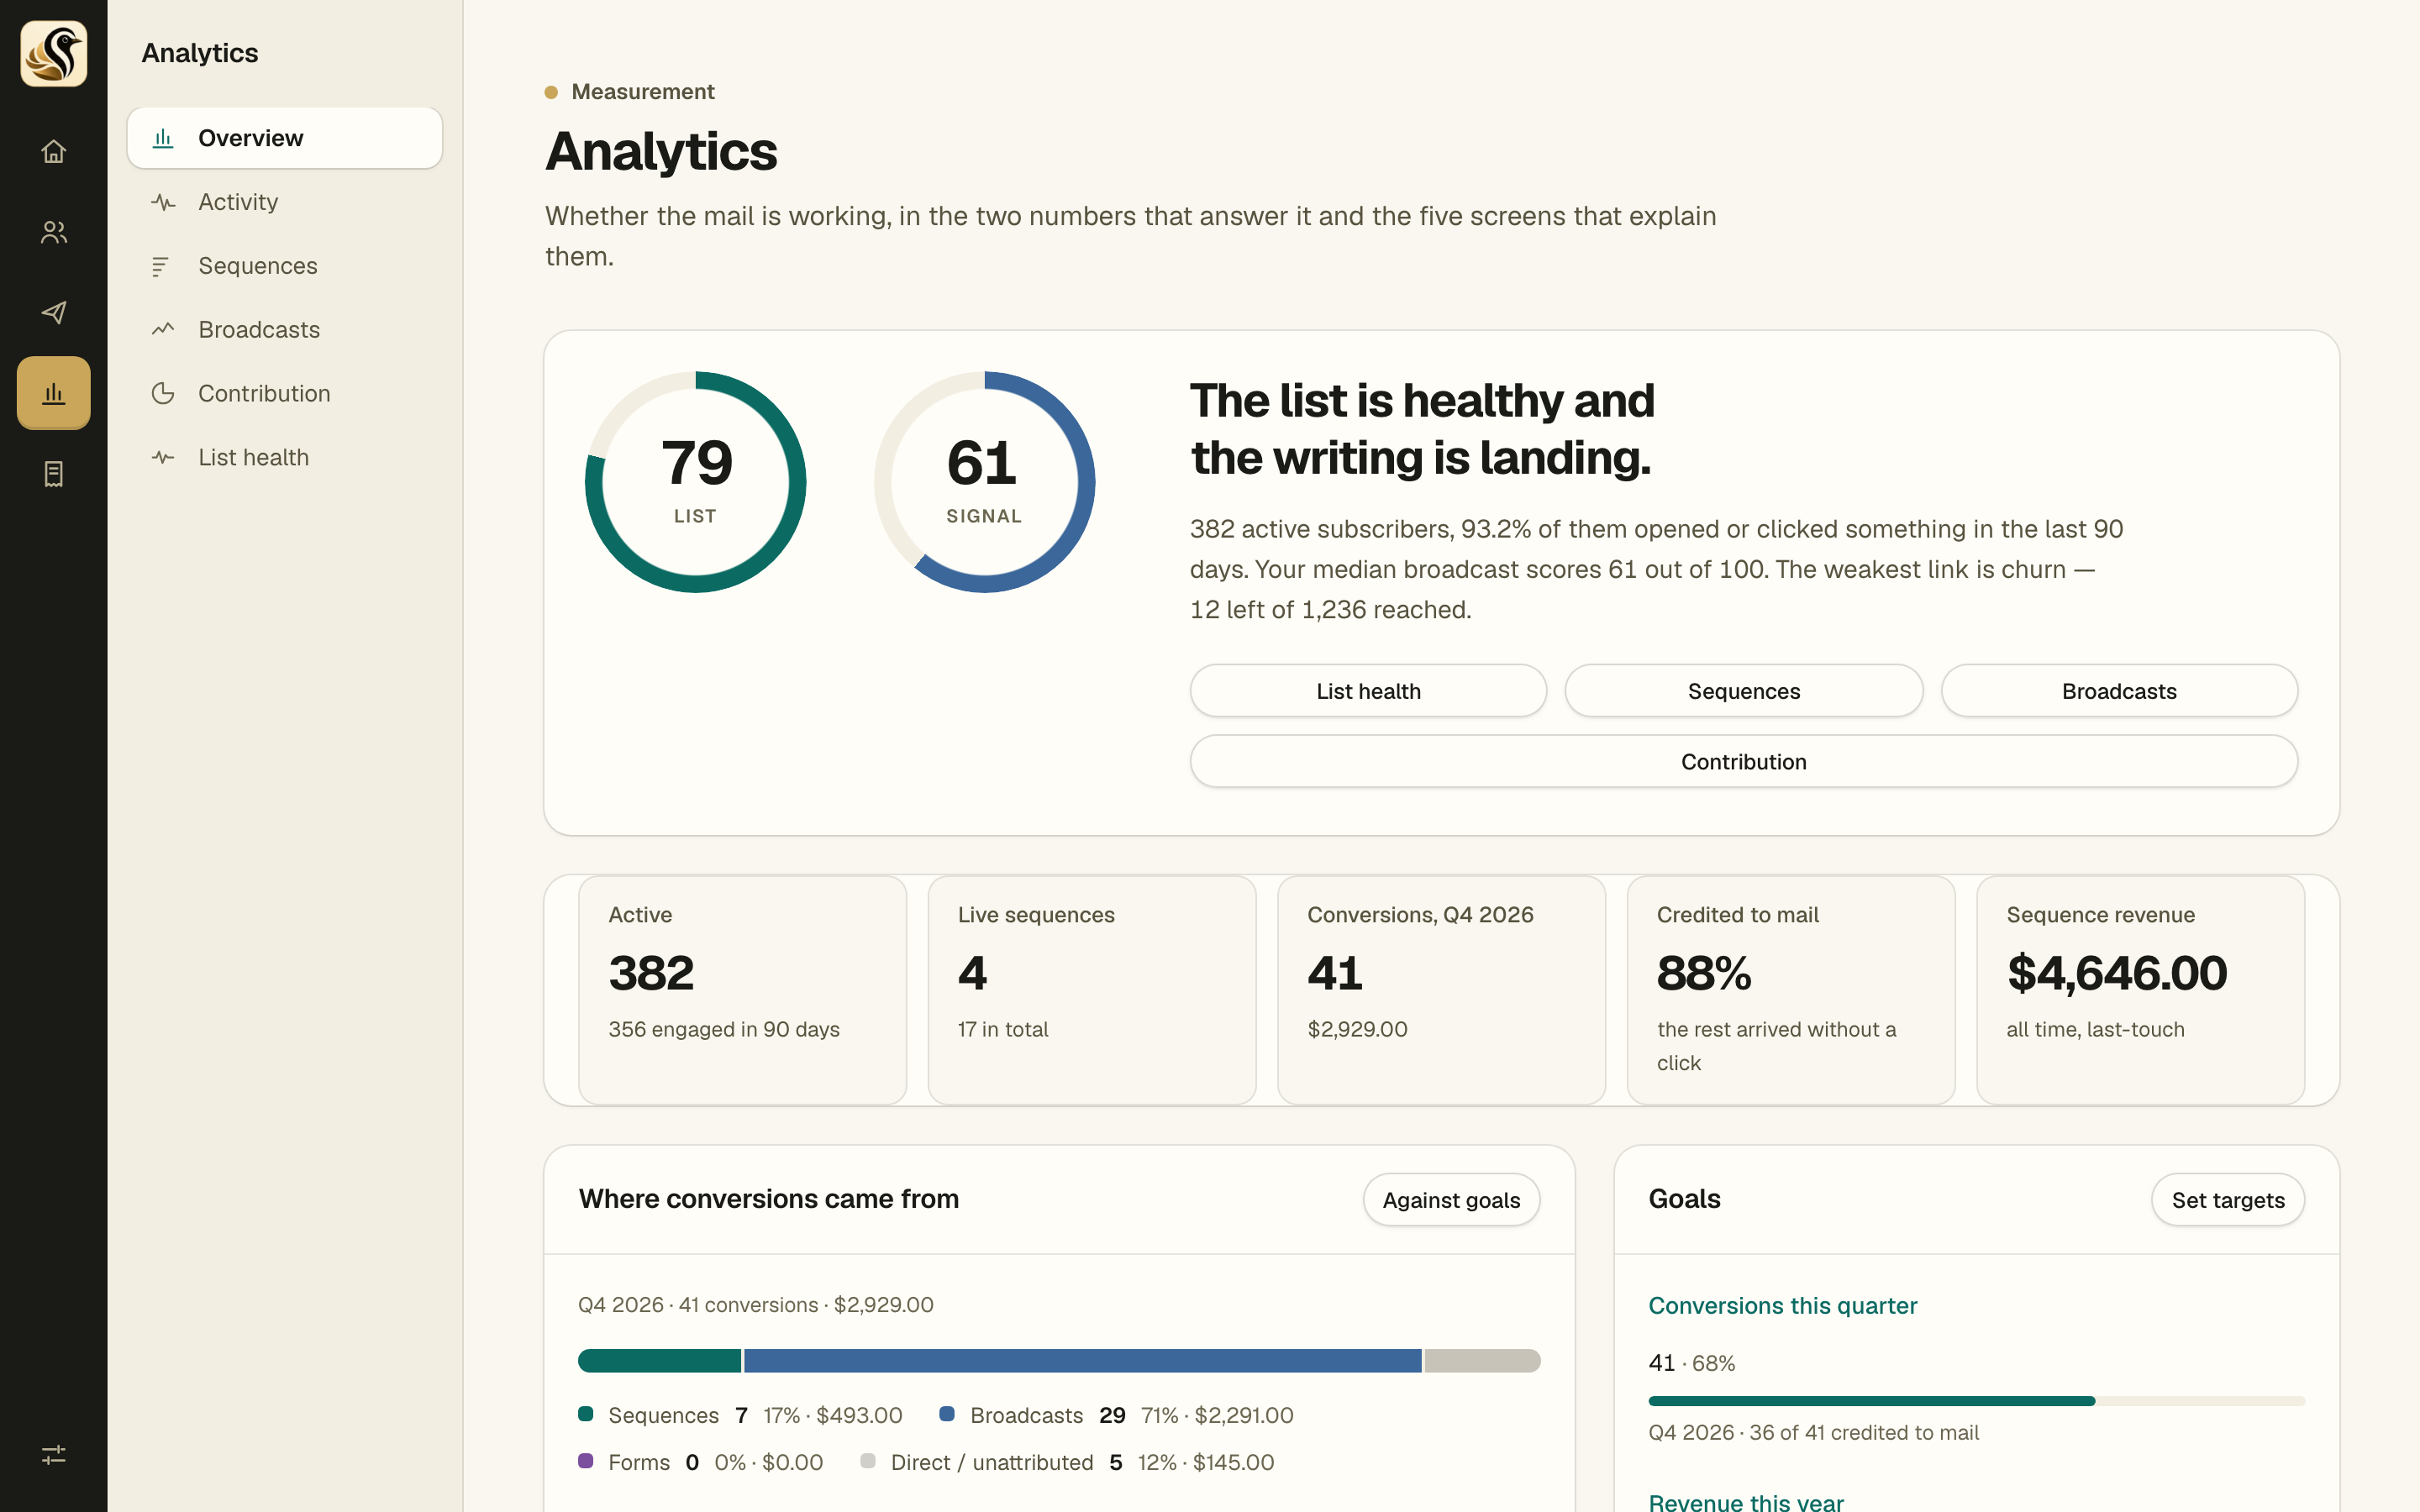 Analytics
Overview
Activity
Sequences
Broadcasts
Contribution
List health
Measurement
Analytics
Whether the mail is working, in the two numbers that answer it and the five screens that explain
them.
79
LIST
61
SIGNAL
The list is healthy and
the writing is landing.
382 active subscribers, 93.2% of them opened or clicked something in the last 90
days. Your median broadcast scores 61 out of 100. The weakest link is churn —
12 left of 1,236 reached.
List health
Sequences
Broadcasts
Contribution
Active
382
356 engaged in 90 days
Live sequences
4
17 in total
Conversions, Q4 2026
41
$2,929.00
Credited to mail
88%
the rest arrived without a
click
Sequence revenue
$4,646.00
all time, last-touch
Where conversions came from
Against goals
Q4 2026 · 41 conversions · $2,929.00
Sequences 7 17% · $493.00
Broadcasts 29 71% · $2,291.00
Forms 0 0% · $0.00
Direct / unattributed 5 12% · $145.00
Goals
Set targets
Conversions this quarter
41 · 68%
Q4 2026 · 36 of 41 credited to mail
Revenue this year